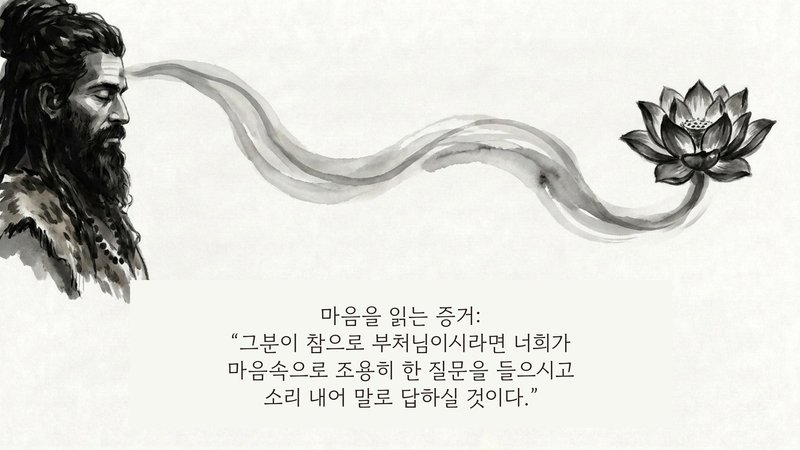 마음을 읽는 증거:
“그분이 참으로 부처님이시라면 너희가
마음속으로 조용히 한 질문을 들으시고
소리 내어 말로 답하실 것이다.”